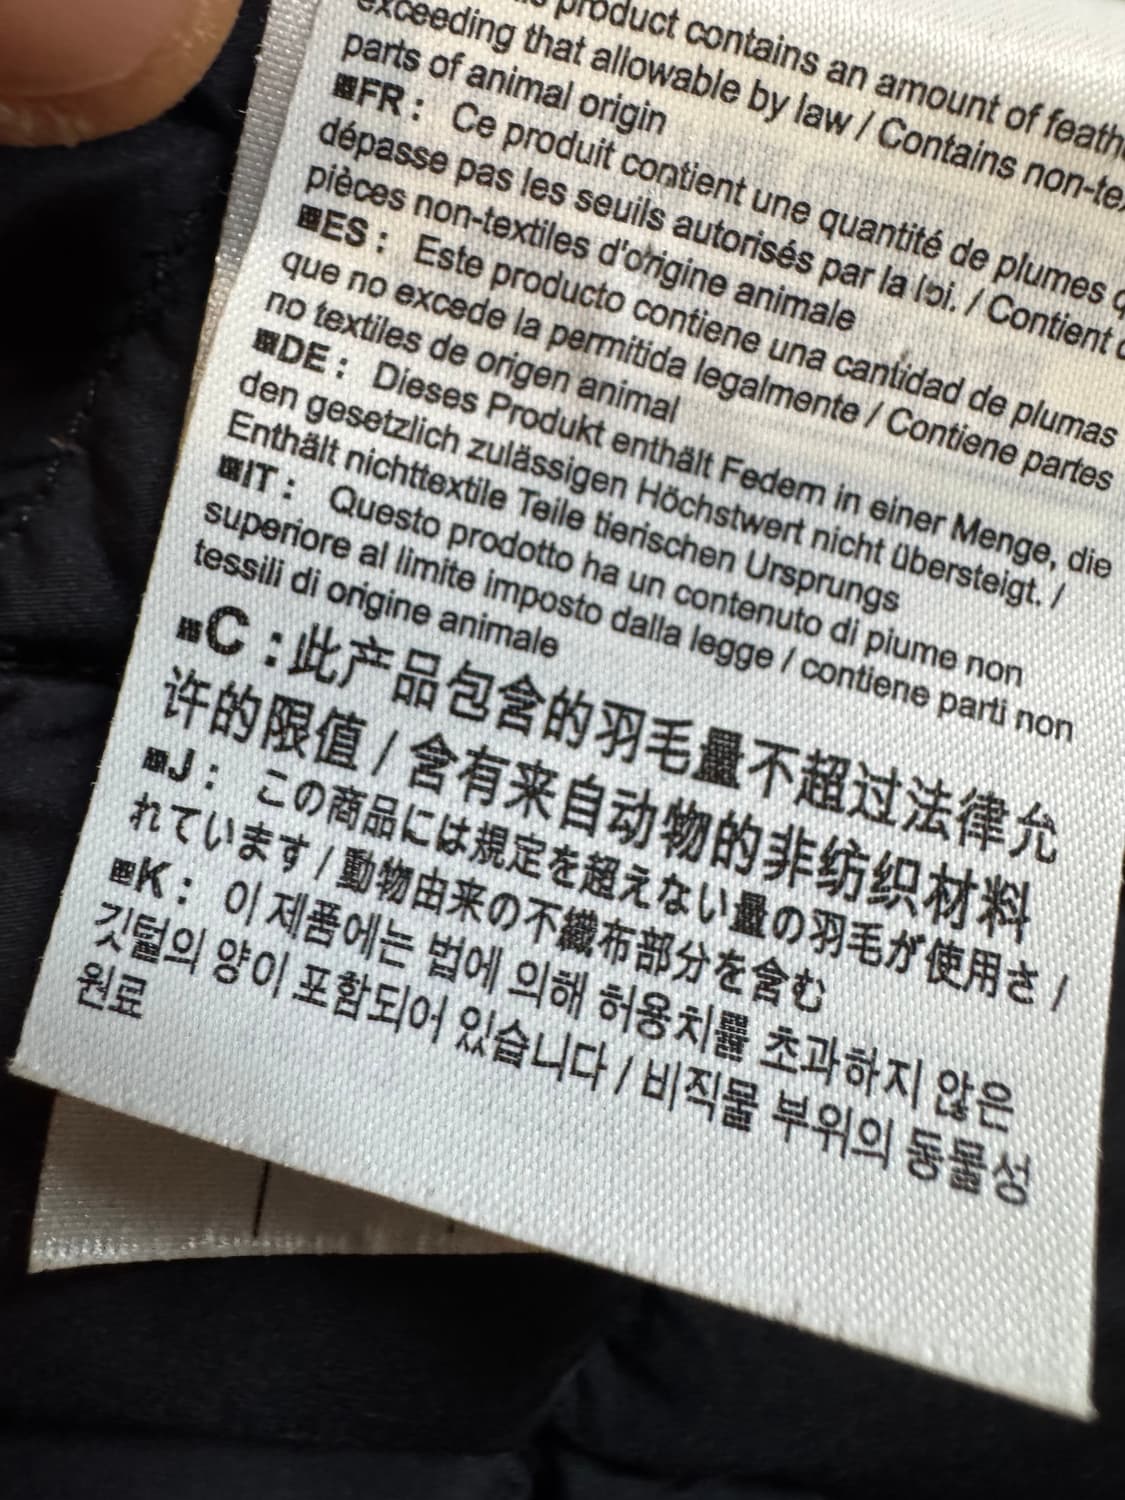 product contains an amount of
exceeding that allowable by law / Contains
parts of animal origin
FR : Ce produit contient une quantité de plumes
dépasse pas les seuils autorisés par la loi. / Contient
pièces non-textiles d'origine animale
ES : Este producto contiene una cantidad de plumas
que no excede la permitida legalmente / Contiene partes
no textiles de origen animal
DE : Dieses Produkt enthält Federn in einer Menge, die
den gesetzlich zulässigen Höchstwert nicht übersteigt. /
Enthält nichttextile Teile tierischen Ursprungs
IT : Questo prodotto ha un contenuto di piume non
superiore al limite imposto dalla legge / contiene parti non
tessili di origine animale
C : 此产品包含的羽毛量不超过法律允
许的限值 / 含有来自动物的非纺织材料
J : この商品には規定を超えない量の羽毛が使用さ /
れています / 動物由来の不織布部分を含む
K : 이 제품에는 법에 의해 허용치를 초과하지 않은
깃털의 양이 포함되어 있습니다 / 비직물 부위의 동물성
원료